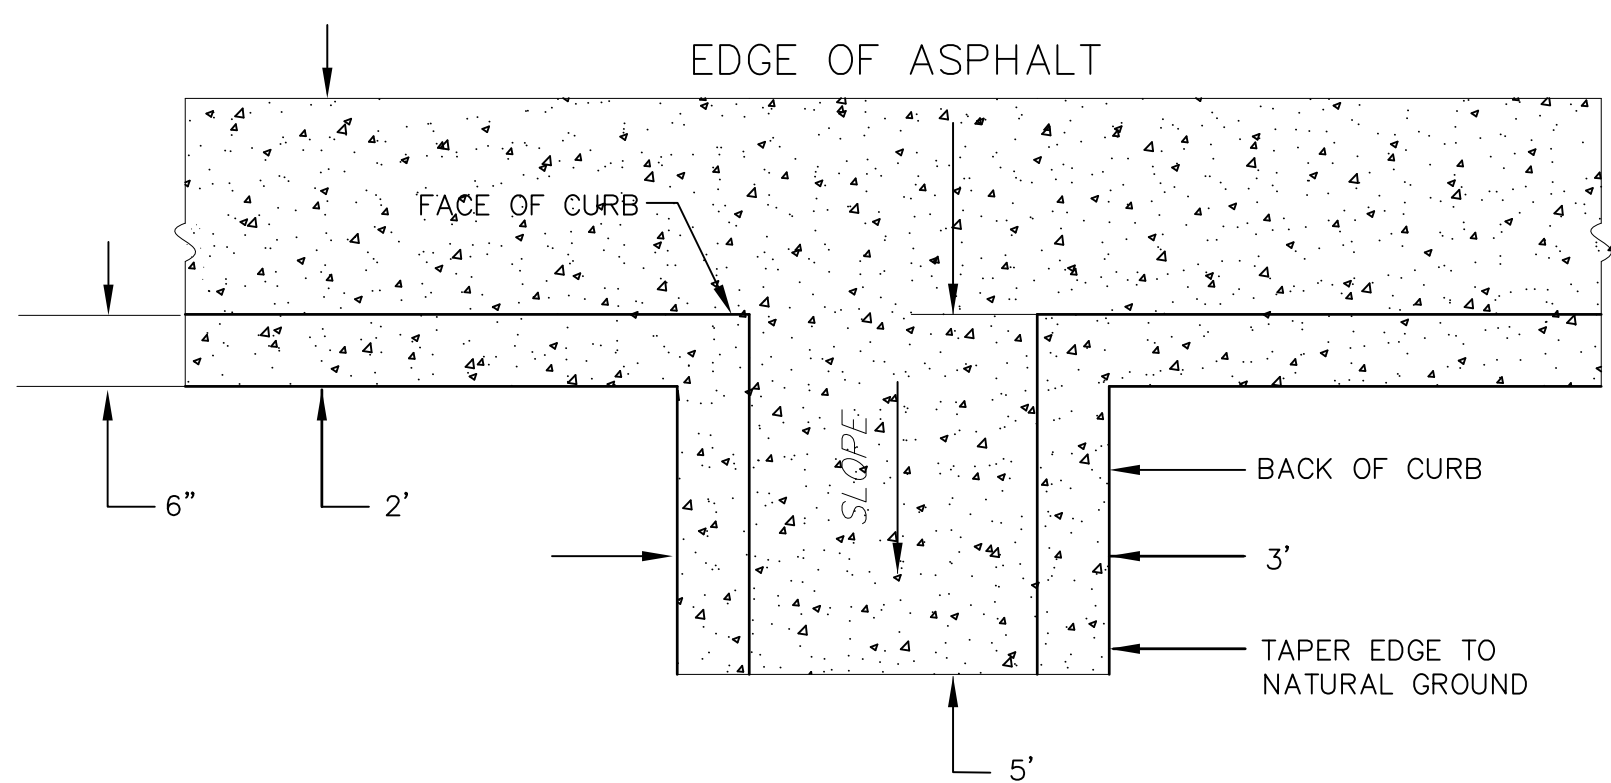 EDGE OF ASPHALT
FACE OF CURB
SLOPE
BACK OF CURB
6”
2'
3'
TAPER EDGE TO
NATURAL GROUND
5'